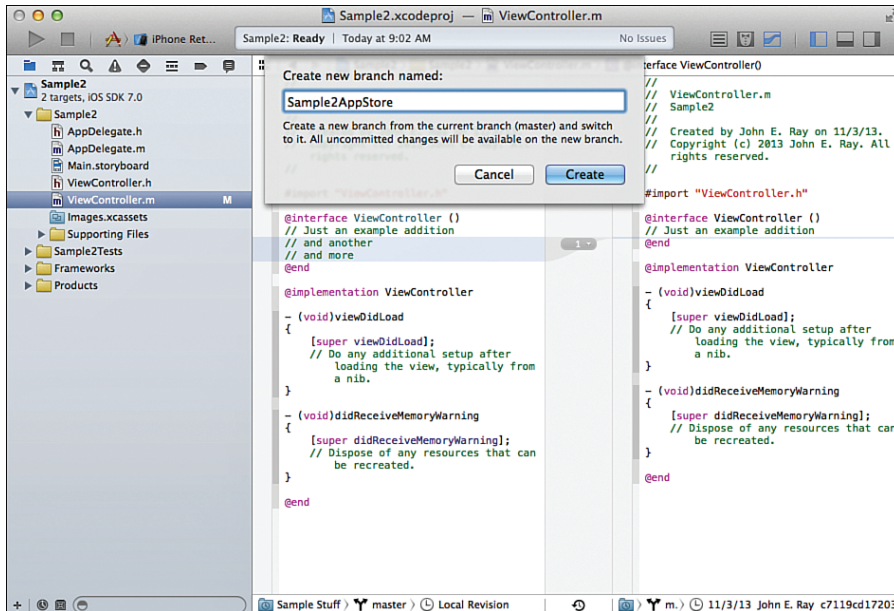 Sample2.xcodeproj — ViewController.m
iPhone Ret...
Sample2: Ready | Today at 9:02 AM
No Issues
Sample2
2 targets, iOS SDK 7.0
Sample2
AppDelegate.h
AppDelegate.m
Main.storyboard
ViewController.h
ViewController.m M
Images.xcassets
Supporting Files
Sample2Tests
Frameworks
Products
Create new branch named:
Sample2AppStore
Create a new branch from the current branch (master) and switch
to it. All uncommitted changes will be available on the new branch.
Cancel
Create
rights reserved.
//
#import "ViewController.h"
@interface ViewController ()
// Just an example addition
// and another
// and more
@end
@implementation ViewController
- (void)viewDidLoad
{
[super viewDidLoad];
// Do any additional setup after
loading the view, typically from
a nib.
}
- (void)didReceiveMemoryWarning
{
[super didReceiveMemoryWarning];
// Dispose of any resources that can
be recreated.
}
@end
1
terface ViewController()
//
// ViewController.m
// Sample2
//
// Created by John E. Ray on 11/3/13.
// Copyright (c) 2013 John E. Ray. All
rights reserved.
//
#import "ViewController.h"
@interface ViewController ()
// Just an example addition
@end
@implementation ViewController
- (void)viewDidLoad
{
[super viewDidLoad];
// Do any additional setup after
loading the view, typically from
a nib.
}
- (void)didReceiveMemoryWarning
{
[super didReceiveMemoryWarning];
// Dispose of any resources that can
be recreated.
}
@end
Sample Stuff master Local Revision
m. 11/3/13 John E. Ray c7119cd17203